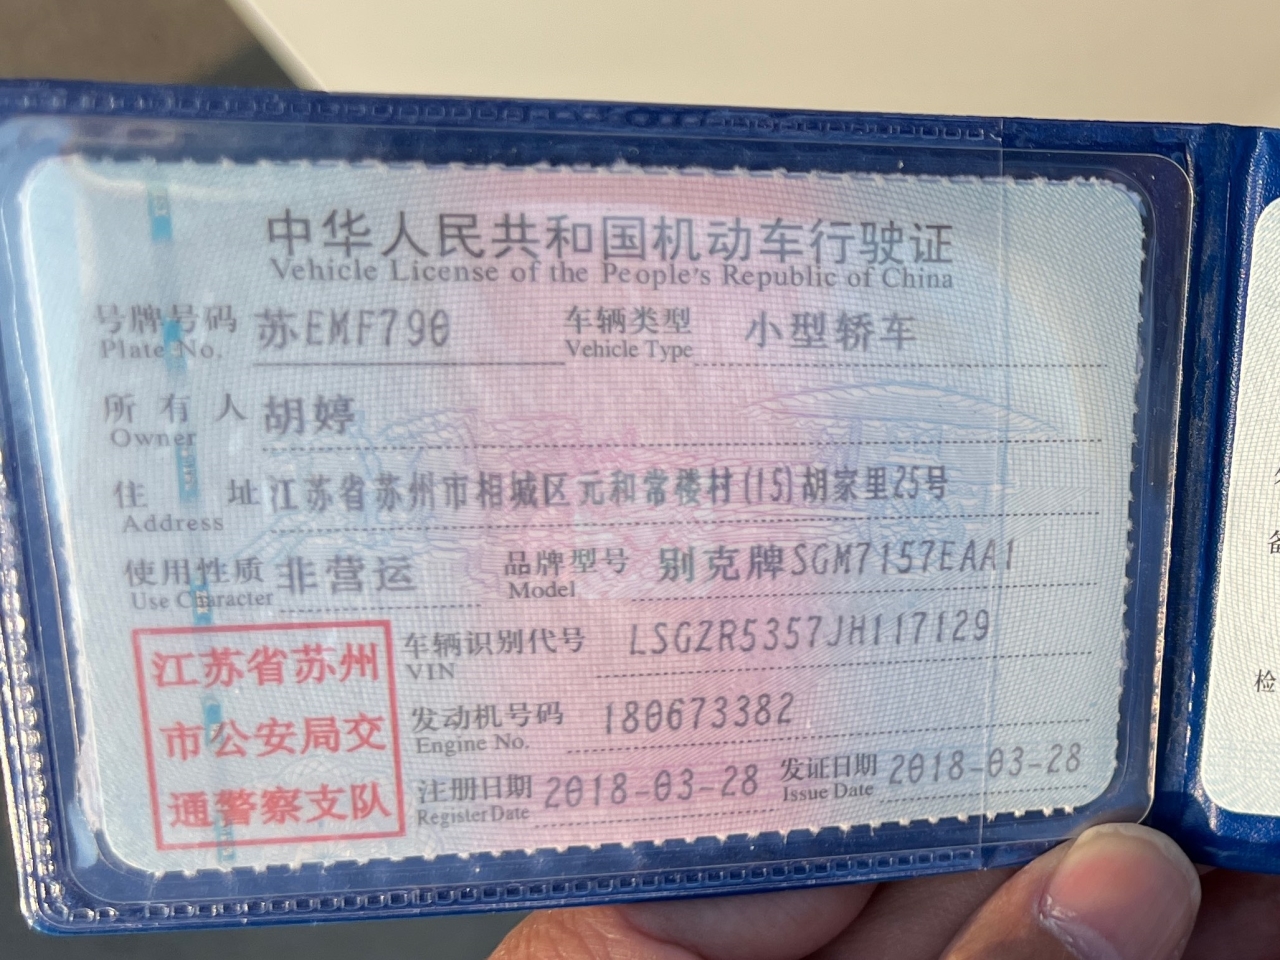 中华人民共和国机动车行驶证
Vehicle License of the People's Republic of China
号牌号码 苏EMF790 车辆类型 小型轿车
Plate No. Vehicle Type
所有人 胡婷
Owner
住址 江苏省苏州市相城区元和常楼村(15)胡家里25号
Address
使用性质 非营运 品牌型号 别克牌SGM7157EAA1
Use Character Model
江苏省苏州
市公安局交
通警察支队
车辆识别代号 LSGZR5357JH117129
VIN
发动机号码 180673382
Engine No.
注册日期 2018-03-28 发证日期 2018-03-28
Register Date Issue Date
检